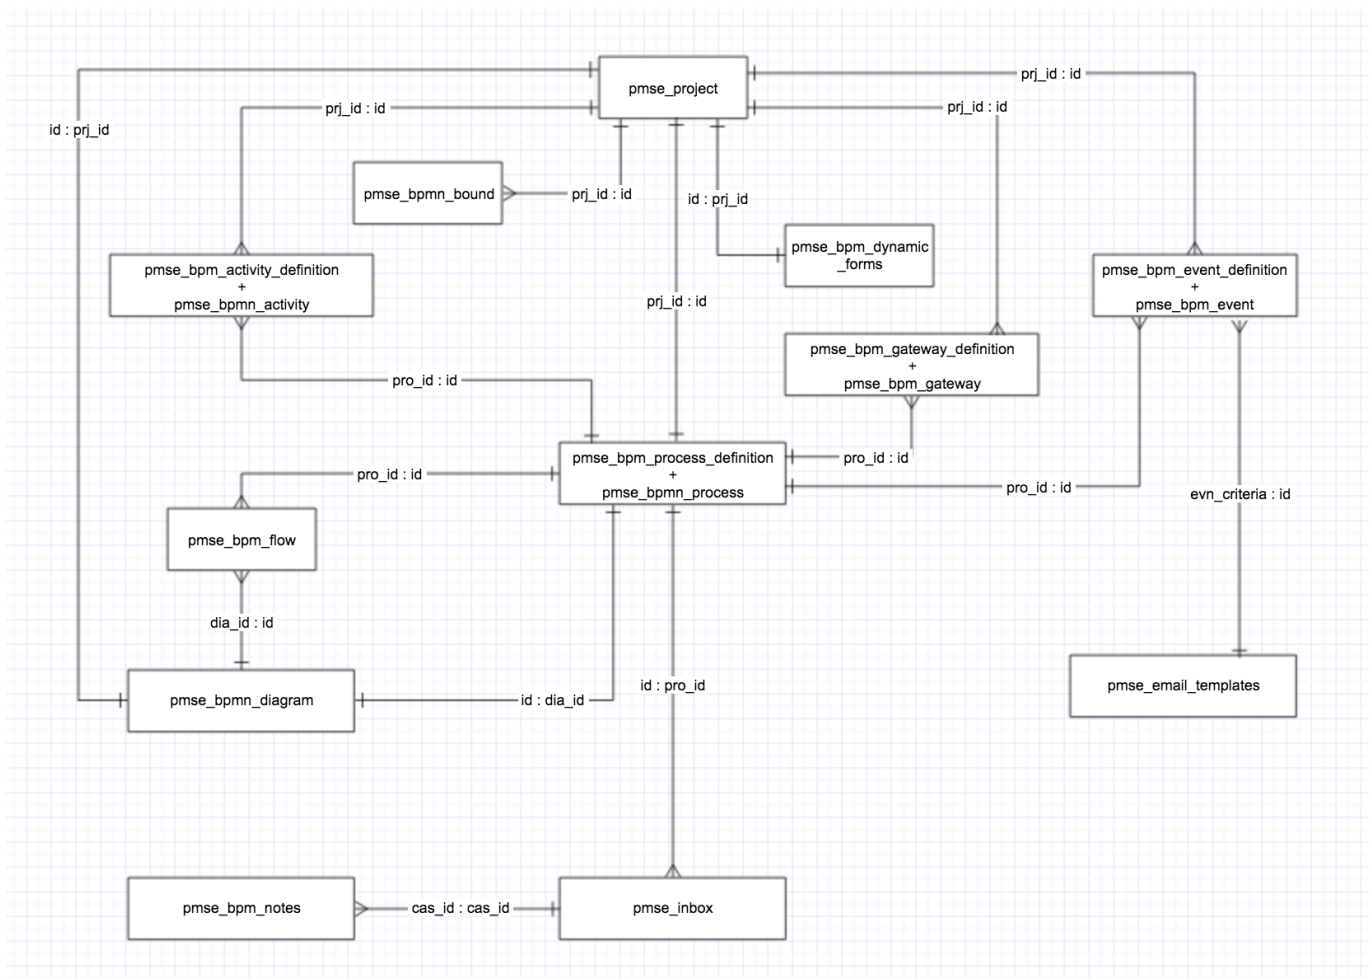 pmse_project
prj_id : id
prj_id : id
prj_id : id
id : prj_id
pmse_bpmn_bound
prj_id : id
id : prj_id
pmse_bpm_dynamic
_forms
pmse_bpm_activity_definition
+
pmse_bpmn_activity
pmse_bpm_event_definition
+
pmse_bpm_event
prj_id : id
pmse_bpm_gateway_definition
+
pmse_bpm_gateway
pro_id : id
pmse_bpm_process_definition
+
pmse_bpmn_process
pro_id : id
pro_id : id
pro_id : id
evn_criteria : id
pmse_bpm_flow
dia_id : id
pmse_bpmn_diagram
id : dia_id
id : pro_id
pmse_email_templates
pmse_bpm_notes
cas_id : cas_id
pmse_inbox